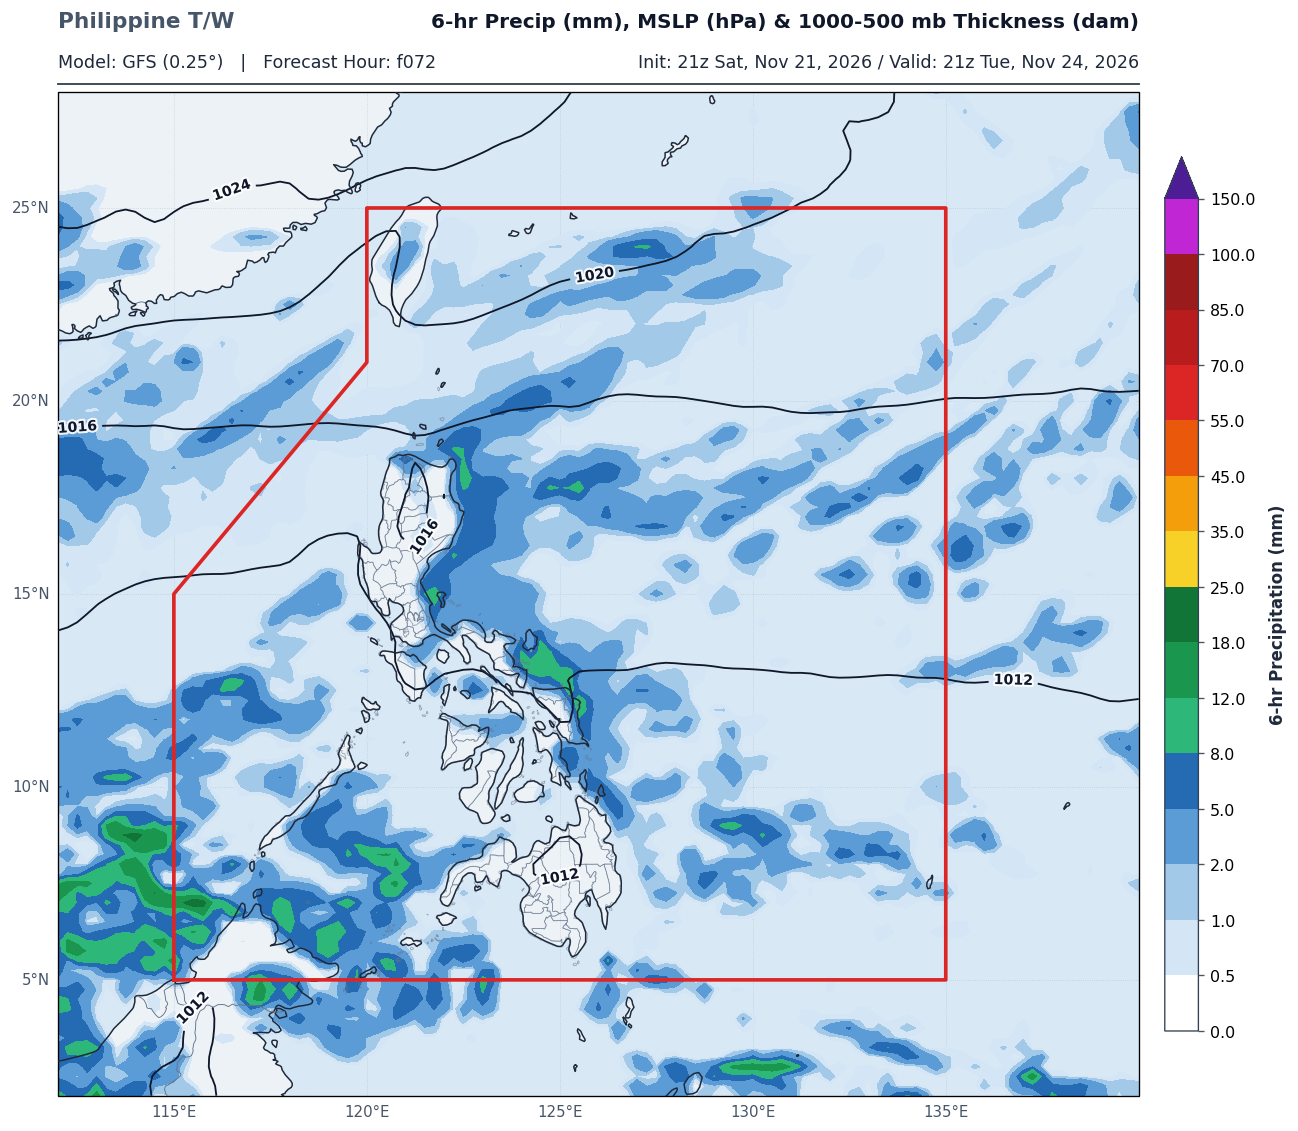 Philippine T/W
6-hr Precip (mm), MSLP (hPa) & 1000-500 mb Thickness (dam)
Model: GFS (0.25°) | Forecast Hour: f072
Init: 21z Sat, Nov 21, 2026 / Valid: 21z Tue, Nov 24, 2026
25°N
20°N
15°N
10°N
5°N
115°E
120°E
125°E
130°E
135°E
1024
1020
1016
1016
1012
1012
1012
150.0
100.0
85.0
70.0
55.0
45.0
35.0
25.0
18.0
12.0
8.0
5.0
2.0
1.0
0.5
0.0
6-hr Precipitation (mm)